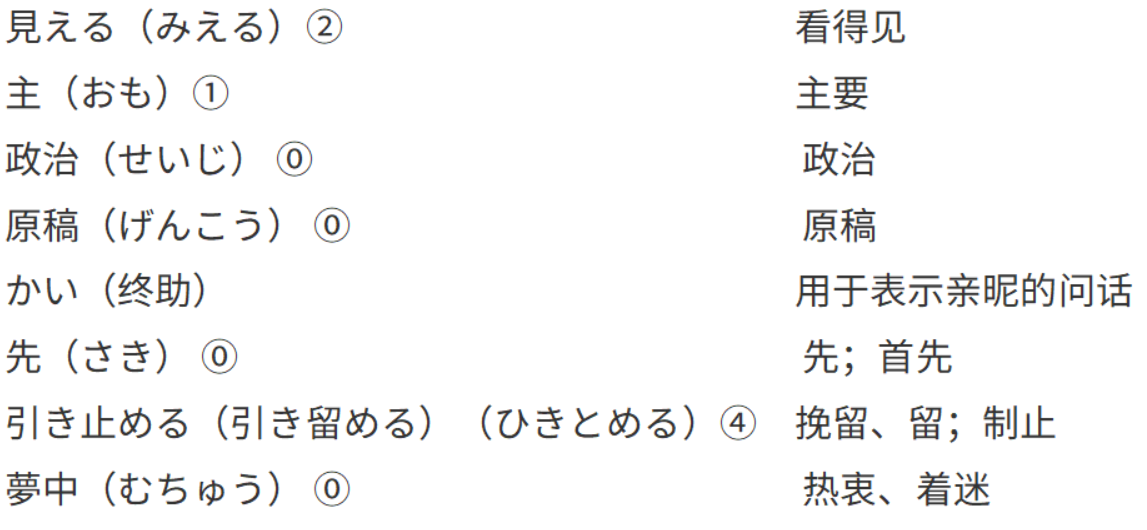 見える（みえる）② 看得见
主（おも）① 主要
政治（せいじ） ⓪ 政治
原稿（げんこう） ⓪ 原稿
かい（终助） 用于表示亲昵的问话
先（さき） ⓪ 先；首先
引き止める（引き留める）（ひきとめる）④ 挽留、留；制止
夢中（むちゅう） ⓪ 热衷、着迷